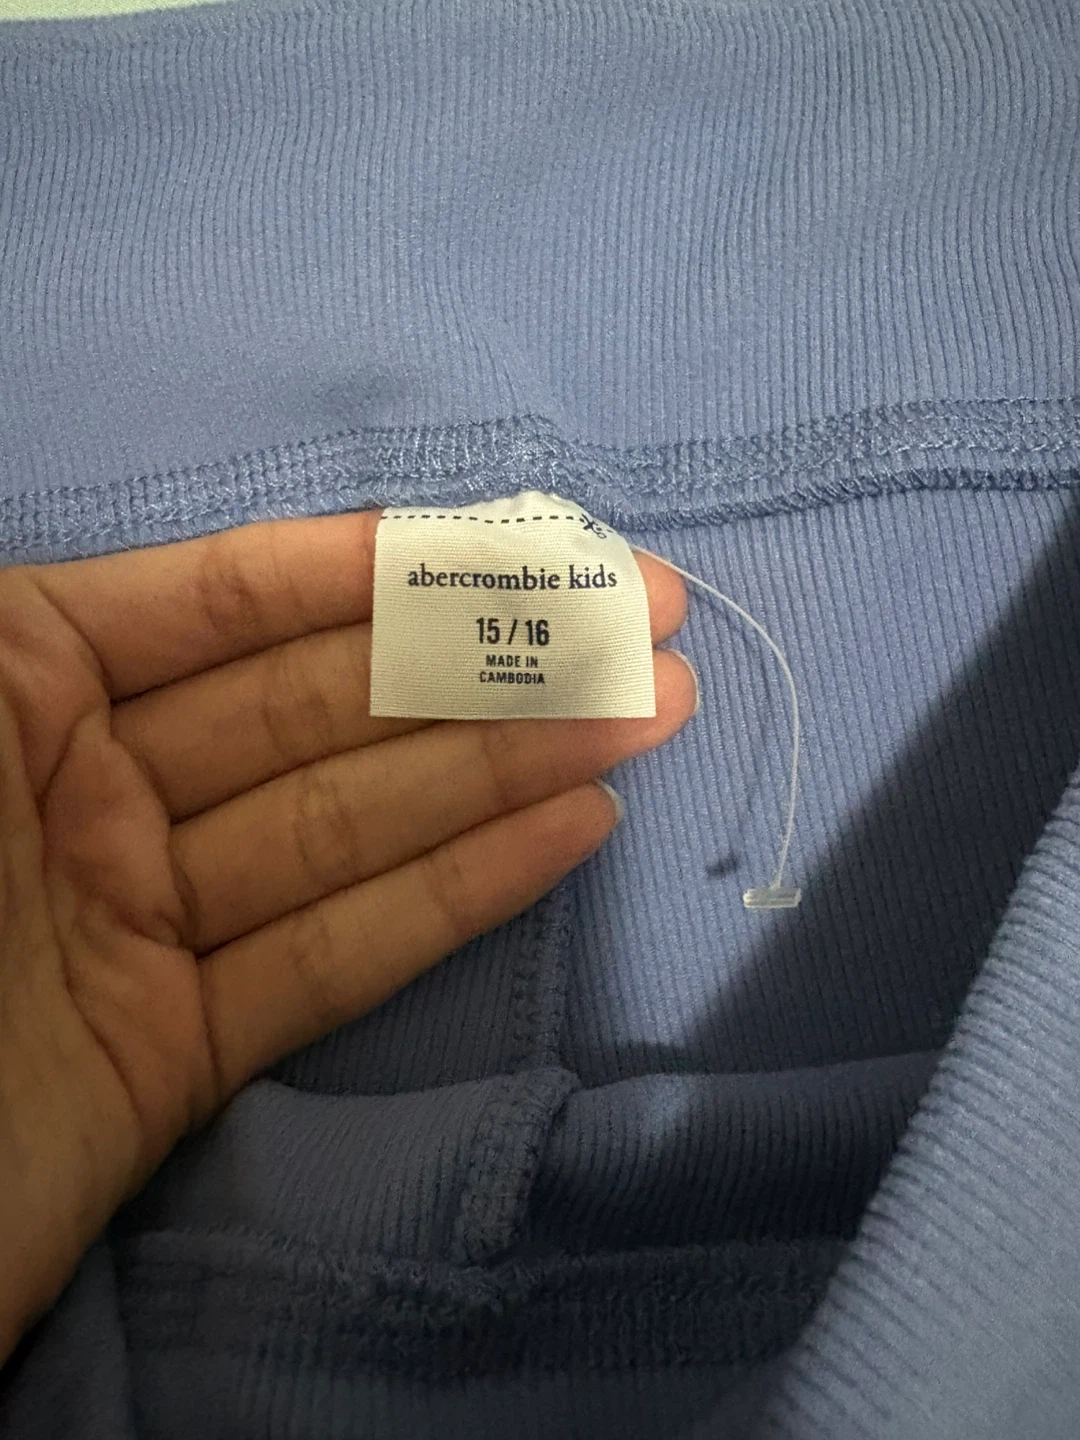 abercrombie kids
15 / 16
MADE IN
CAMBODIA